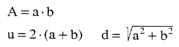 A = a · b
u = 2 · (a + b) d = √a² + b²